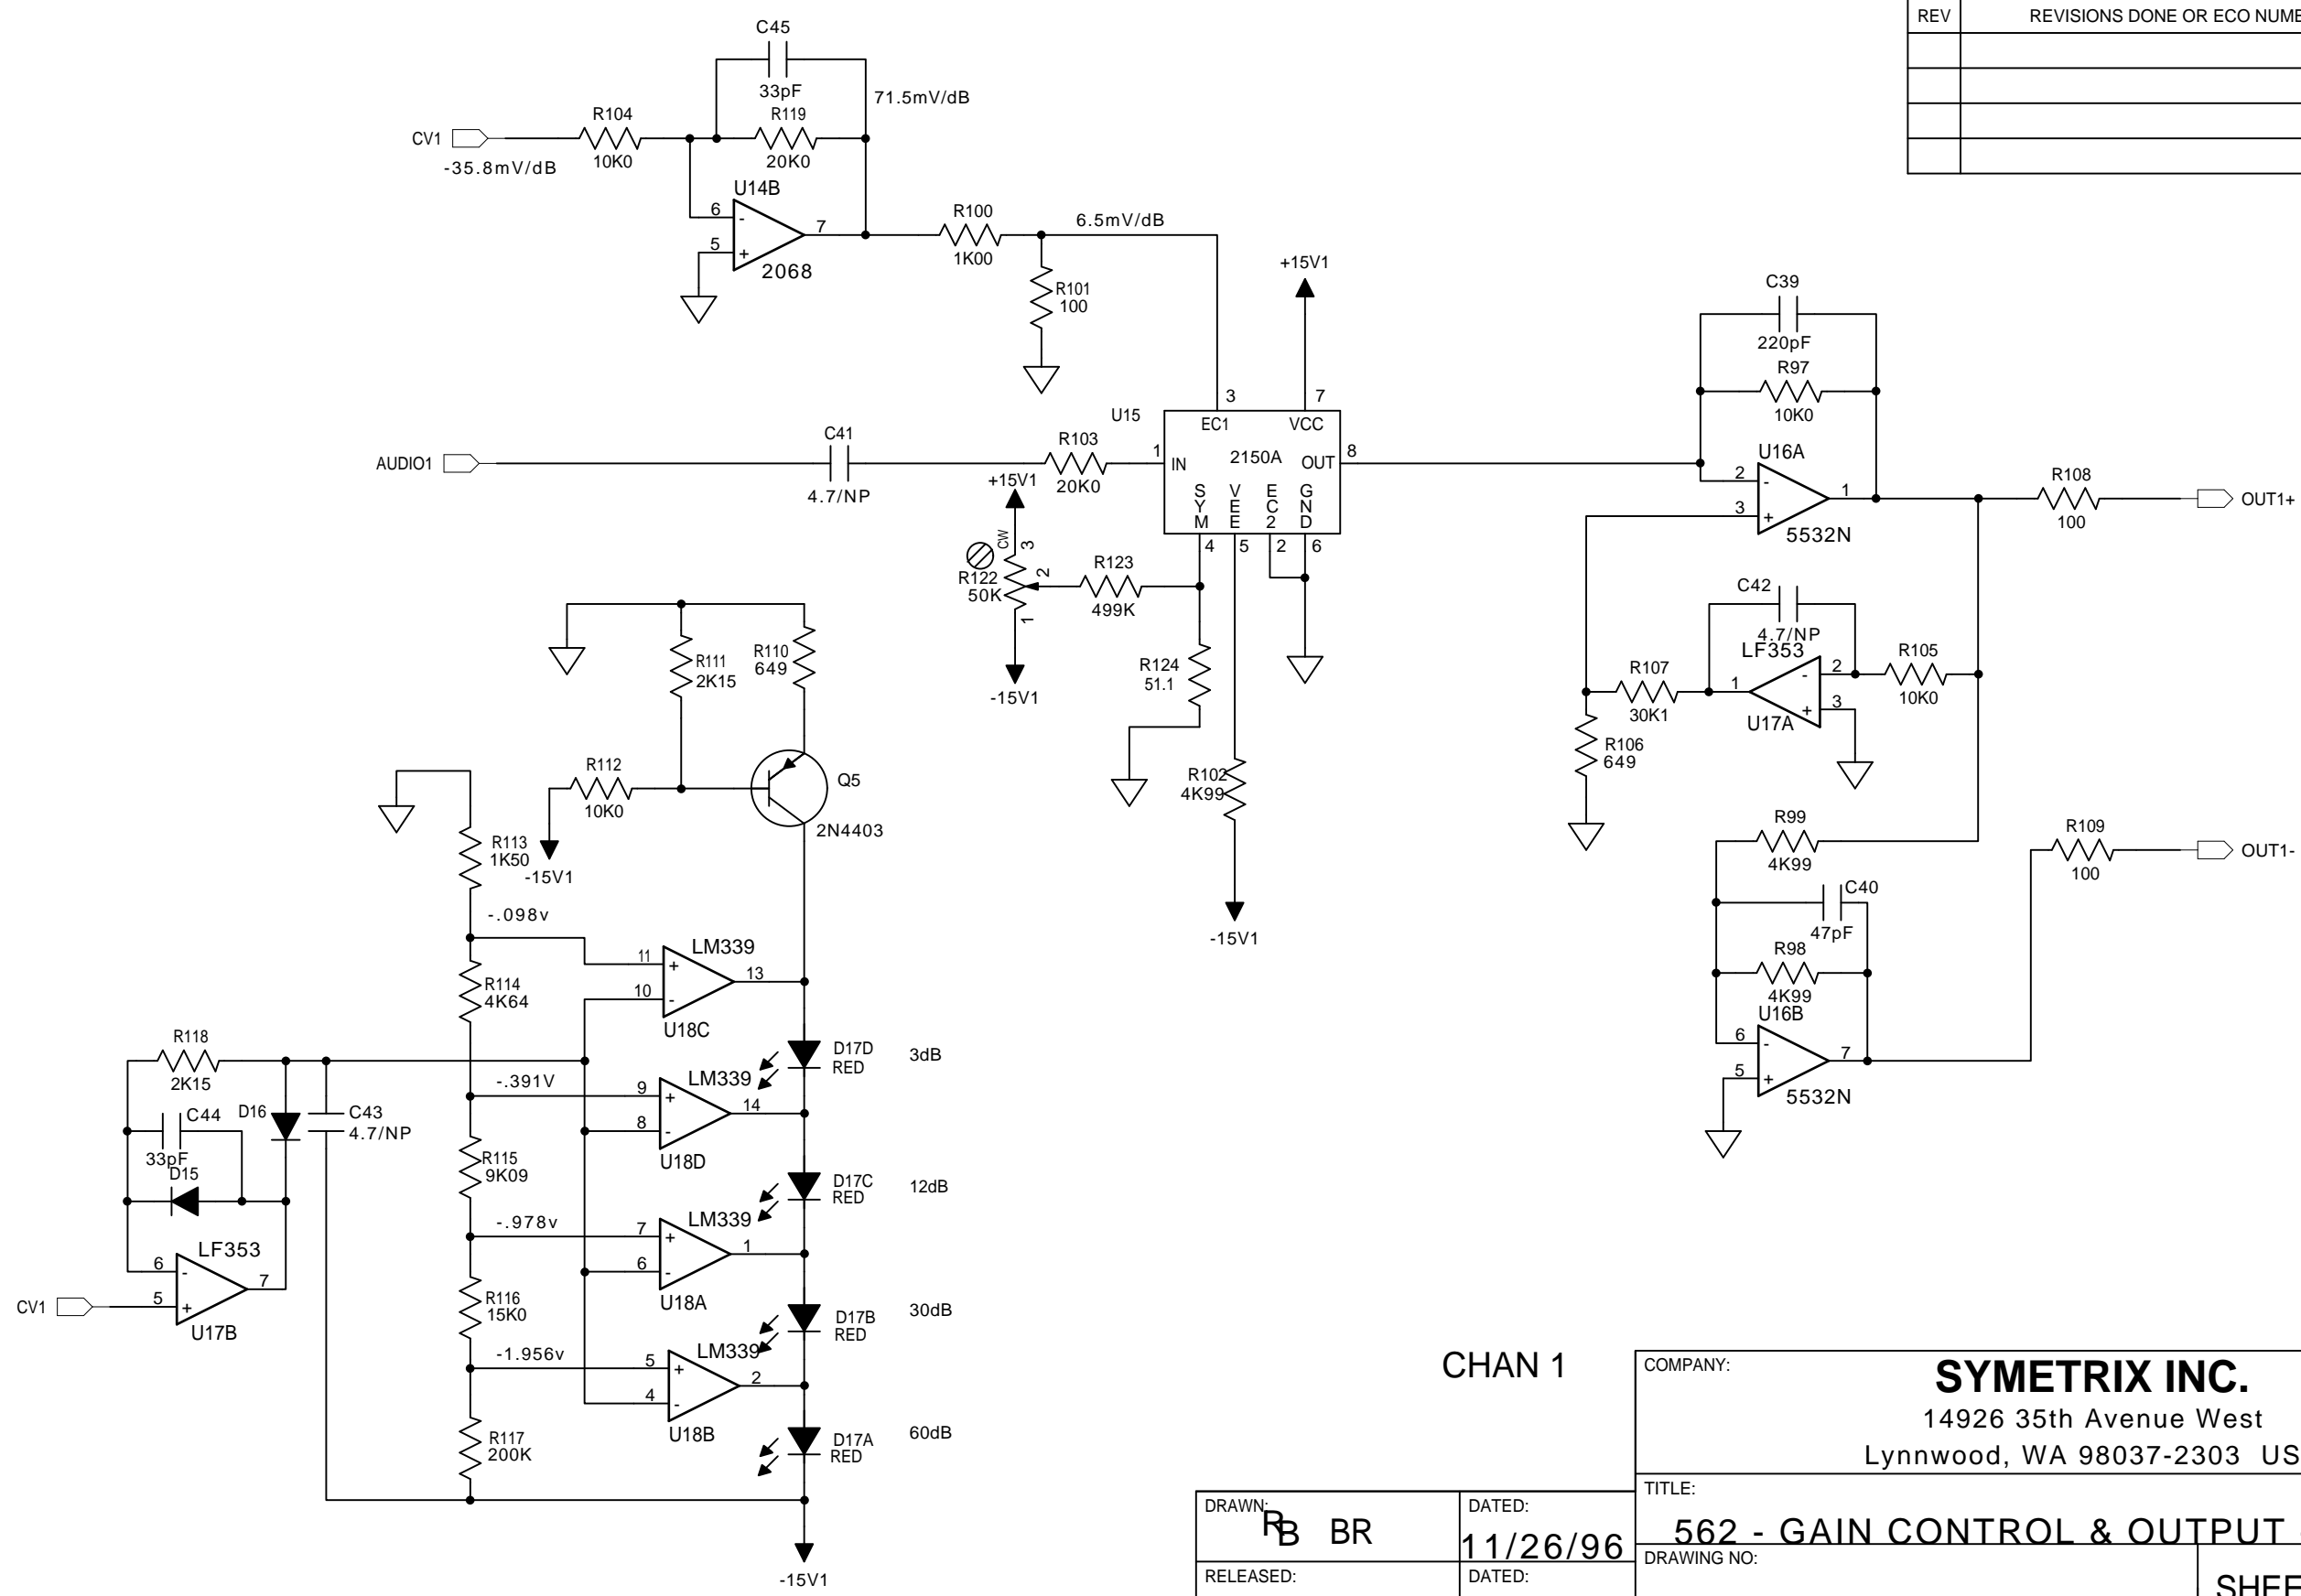 REV
REVISIONS DONE OR ECO
C45
33pF
71.5mV/dB
R104
10K0
R119
20K0
CV1
-35.8mV/dB
U14B
6
-
7
5
+
2068
R100
1K00
6.5mV/dB
R101
100
+15V1
C39
220pF
R97
10K0
U15
3
7
EC1
VCC
C41
4.7/NP
AUDIO1
R103
20K0
1
IN
2150A
OUT
8
SYM
VEE
EC2
GND
4
5
2
6
+15V1
CW
3
R122
50K
2
1
-15V1
R123
499K
R124
51.1
R102
4K99
-15V1
U16A
2
-
1
3
+
5532N
R108
100
OUT1+
C42
4.7/NP
LF353
2
-
1
3
+
U17A
R107
30K1
R105
10K0
R106
649
R99
4K99
C40
47pF
R98
4K99
U16B
6
-
7
5
+
5532N
R109
100
OUT1-
R111
2K15
R110
649
R112
10K0
-15V1
Q5
2N4403
R113
1K50
-.098v
LM339
11
+
13
10
-
U18C
R114
4K64
D17D
RED
3dB
-.391V
LM339
9
+
14
8
-
U18D
R115
9K09
D17C
RED
12dB
-.978v
LM339
7
+
1
6
-
U18A
R116
15K0
D17B
RED
30dB
-1.956v
LM339
5
+
2
4
-
U18B
R117
200K
D17A
RED
60dB
-15V1
R118
2K15
C44
33pF
D16
C43
4.7/NP
D15
LF353
6
-
7
5
+
U17B
CV1
CHAN 1
COMPANY:
SYMETRIX INC.
14926 35th Avenue West
Lynnwood, WA 98037-2303 US
TITLE:
562 - GAIN CONTROL & OUTPUT
DRAWN:
RB BR
DATED:
11/26/96
DRAWING NO:
RELEASED:
DATED: